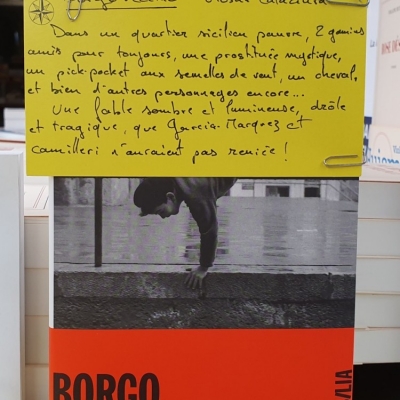 Dans un quartier sicilien pauvre, 2 gamins
amis pour toujours, une prostituée mystique,
un pick-pocket aux semelles de vent, un cheval,
et bien d'autres personnages encore...
Une fable sombre et lumineuse, drôle
et tragique, que Garcia-Marquez et
Camilleri n'auraient pas reniée !
BORGO